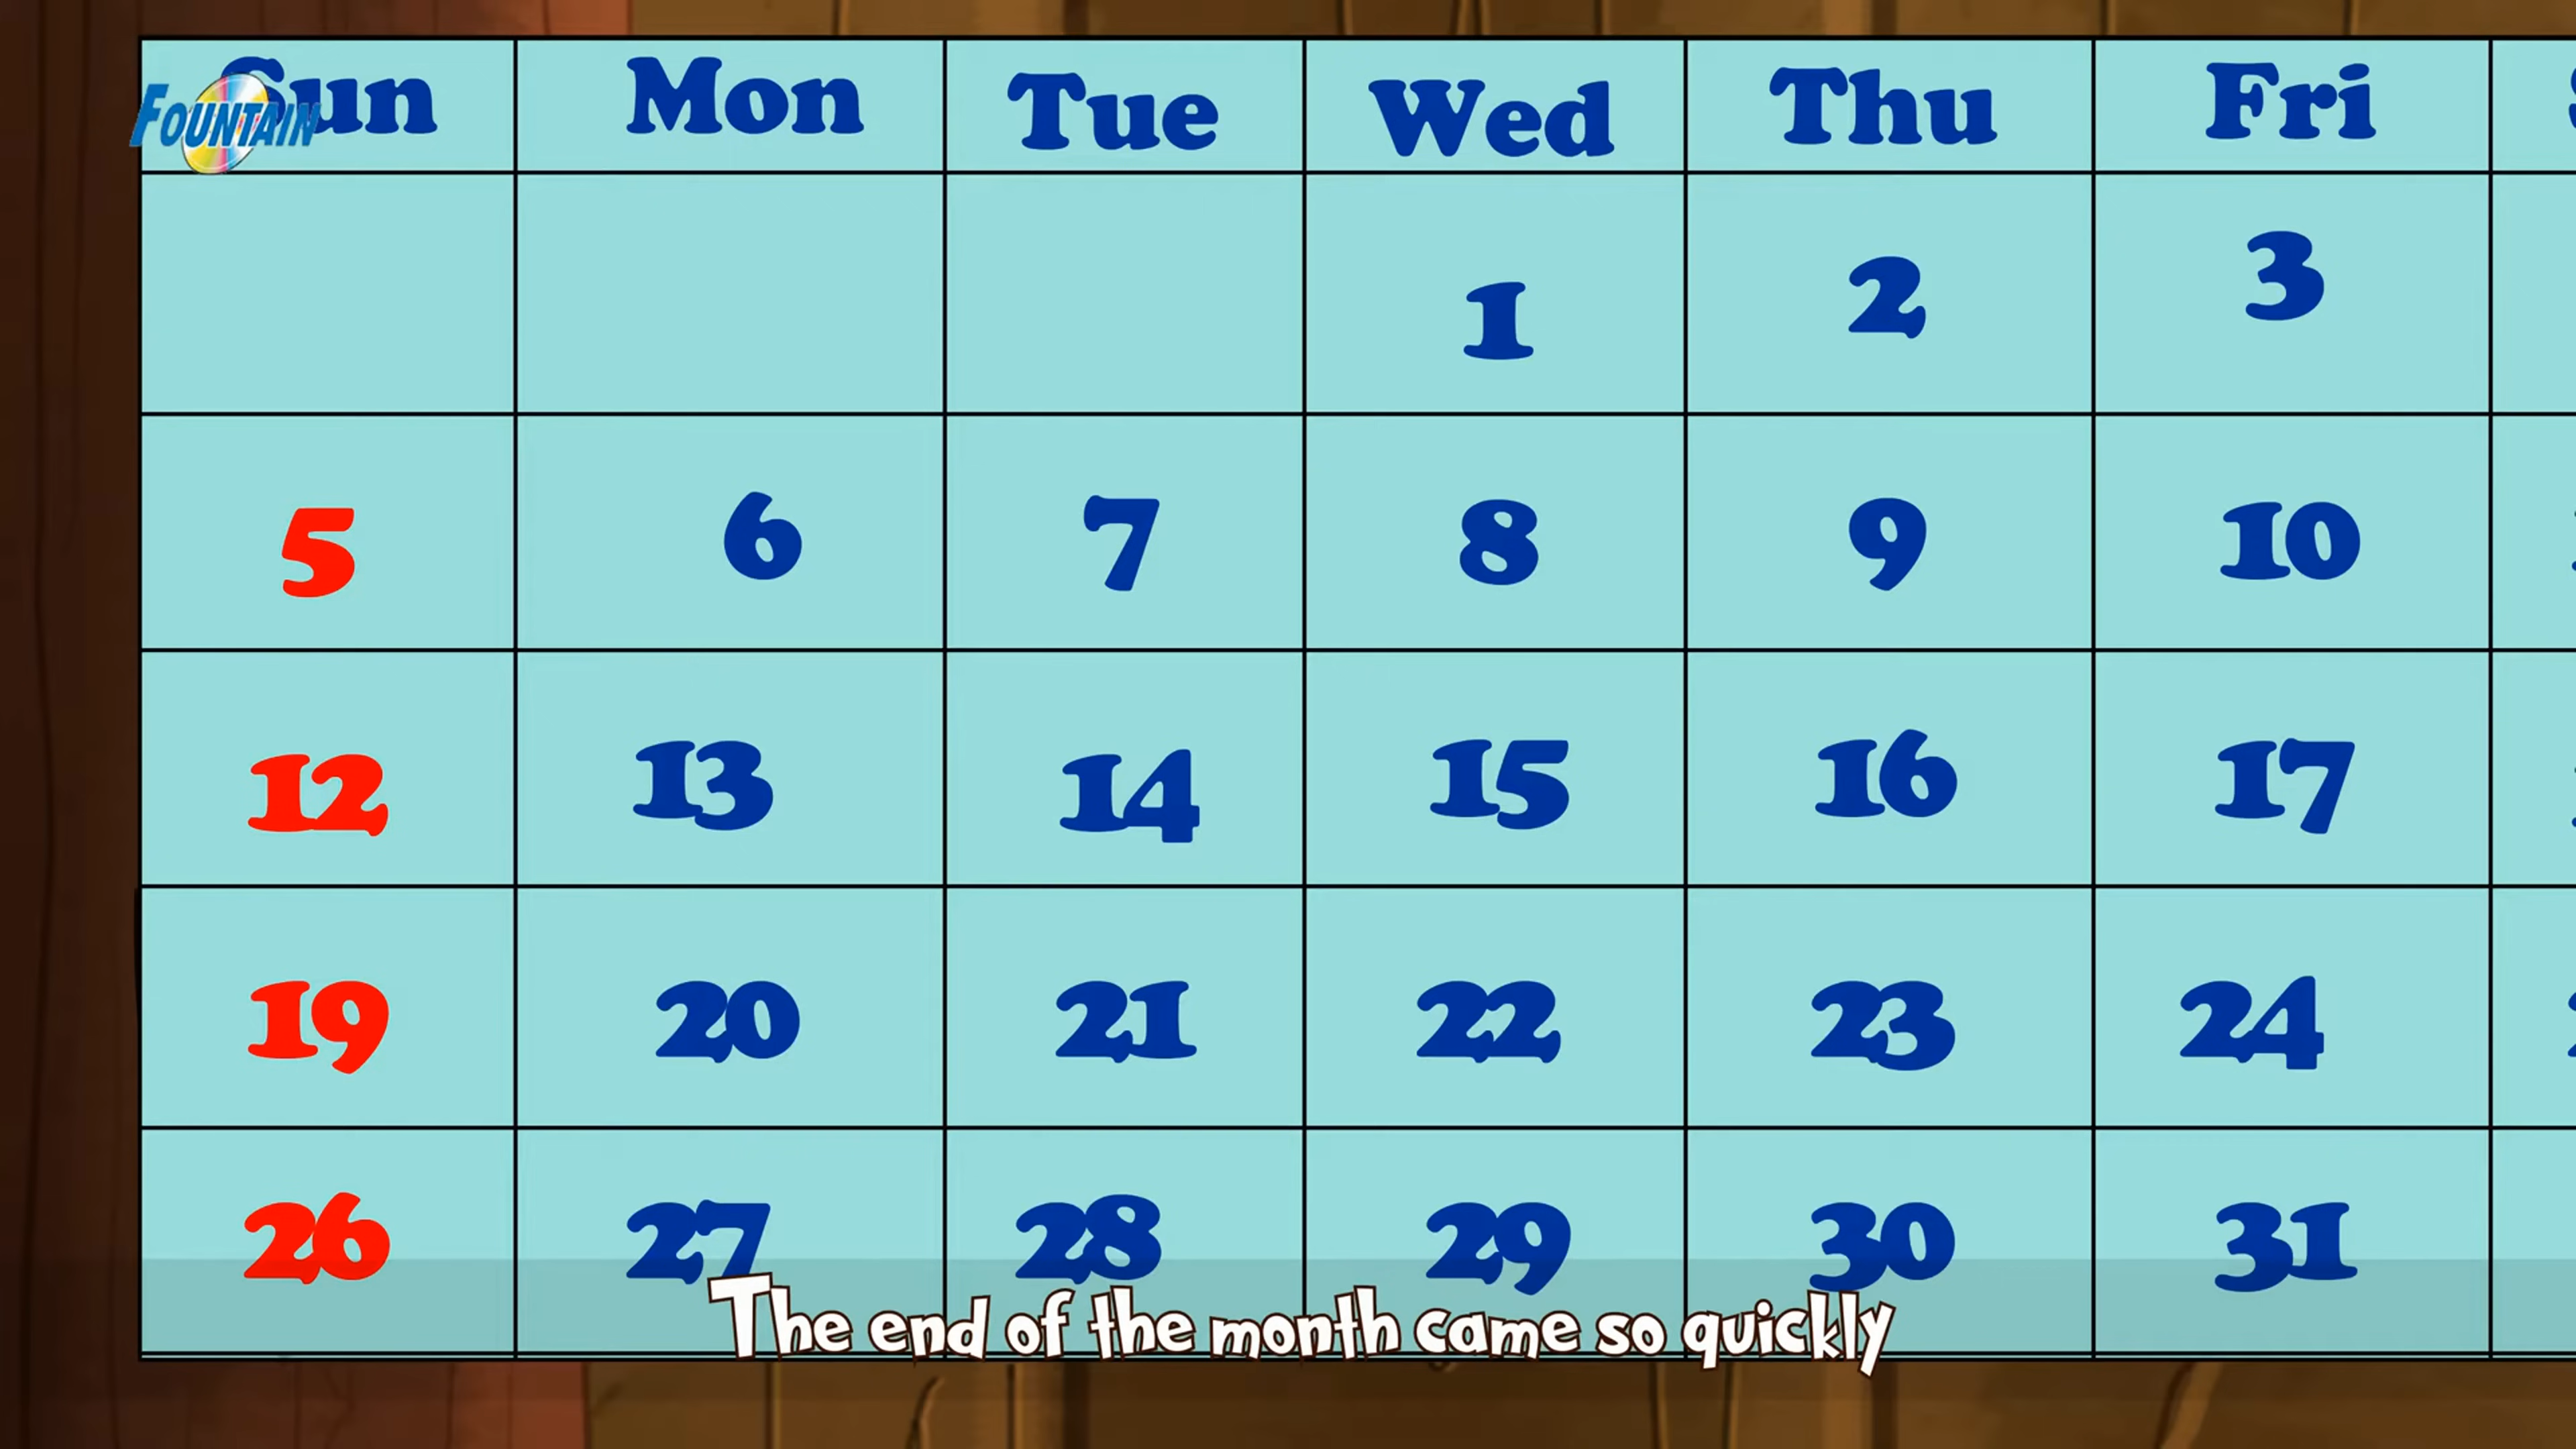 FOUNTAIN
Sun Mon Tue Wed Thu Fri
1 2 3
5 6 7 8 9 10
12 13 14 15 16 17
19 20 21 22 23 24
26 27 28 29 30 31
The end of the month came so quickly